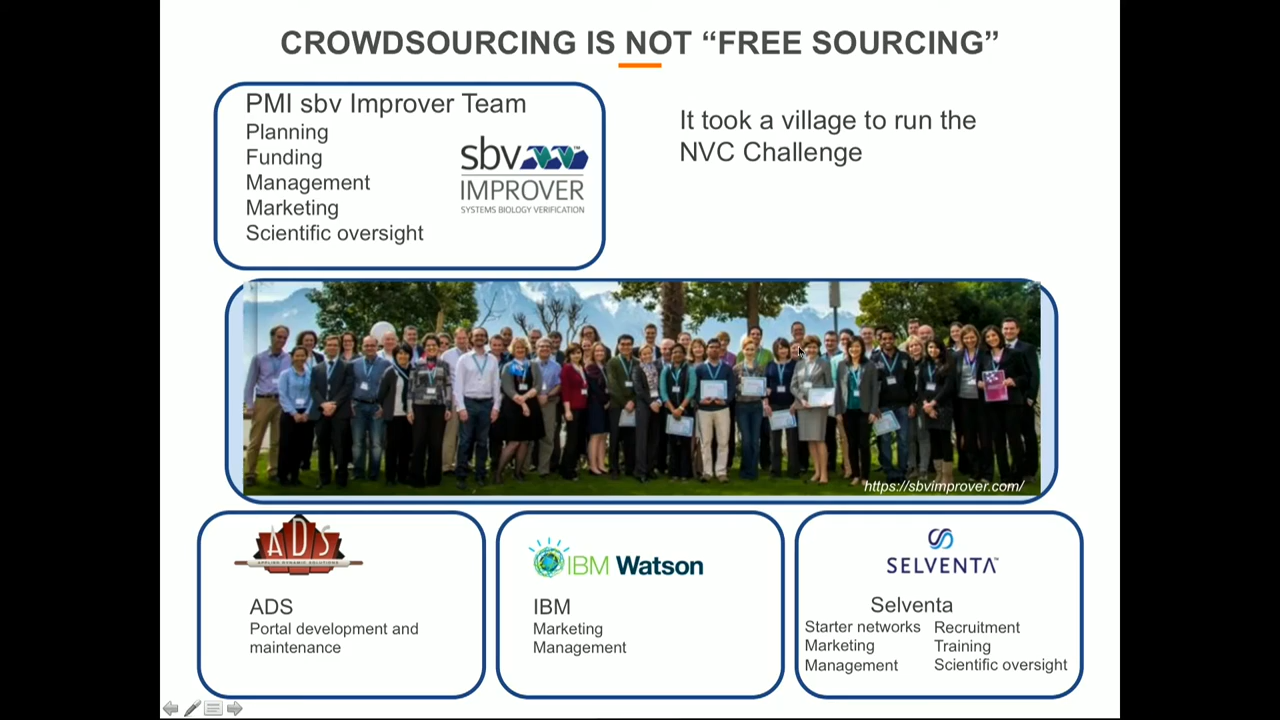 CROWDSOURCING IS NOT “FREE SOURCING”
PMI sbv Improver Team
Planning
Funding
Management
Marketing
Scientific oversight
sbv™
IMPROVER
SYSTEMS BIOLOGY VERIFICATION
It took a village to run the
NVC Challenge
https://sbvimprover.com/
ADS
APPLIED DYNAMIC SOLUTIONS
ADS
Portal development and
maintenance
IBM Watson
IBM
Marketing
Management
SELVENTA™
Selventa
Starter networks
Marketing
Management
Recruitment
Training
Scientific oversight